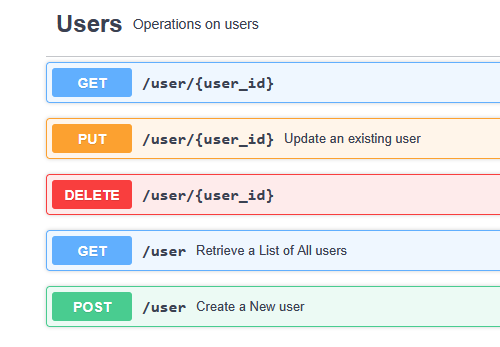 Users Operations on users
GET /user/{user_id}
PUT /user/{user_id} Update an existing user
DELETE /user/{user_id}
GET /user Retrieve a List of All users
POST /user Create a New user